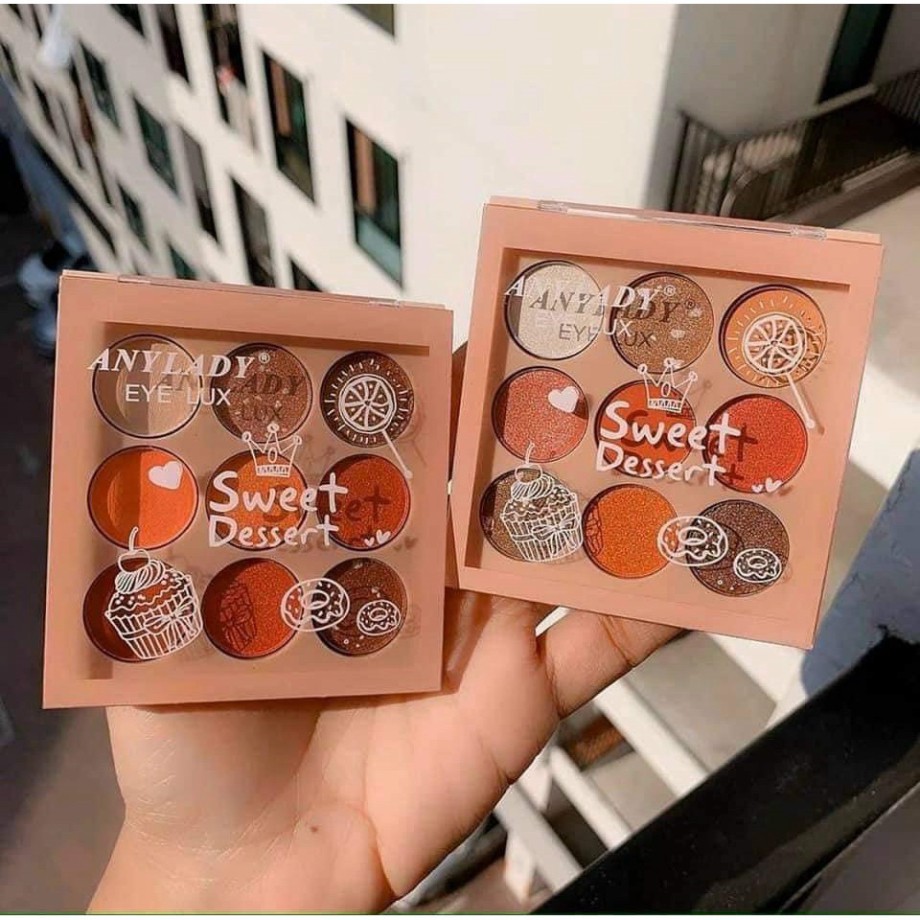 ANYLADY®
EYE LUX
Sweet
Dessert
ANYLADY®
EYE LUX
Sweet
Dessert